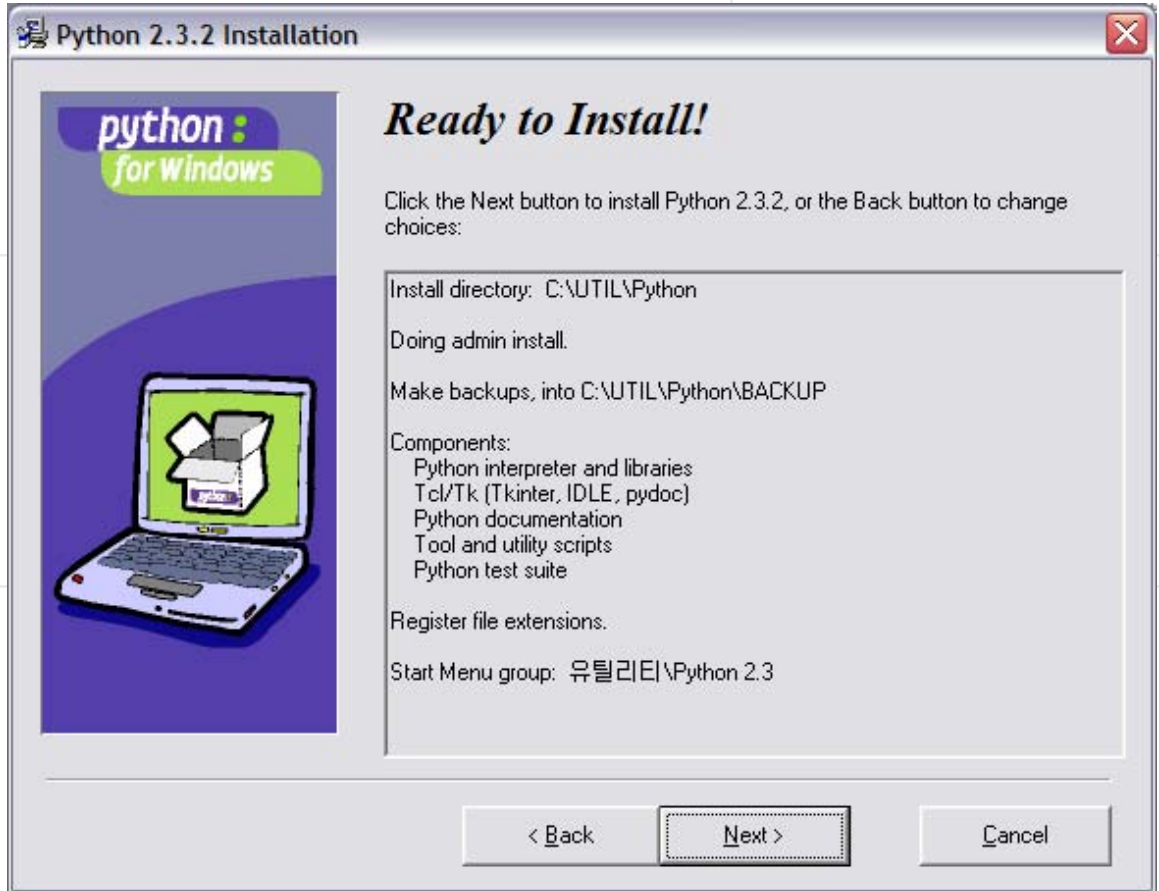 Python 2.3.2 Installation
python:
for Windows
Ready to Install!
Click the Next button to install Python 2.3.2, or the Back button to change
choices:
Install directory:  C:\UTIL\Python
Doing admin install.
Make backups, into C:\UTIL\Python\BACKUP
Components:
Python interpreter and libraries
Tcl/Tk (Tkinter, IDLE, pydoc)
Python documentation
Tool and utility scripts
Python test suite
Register file extensions.
Start Menu group:  유틸리티\Python 2.3
python:
< Back
Next >
Cancel